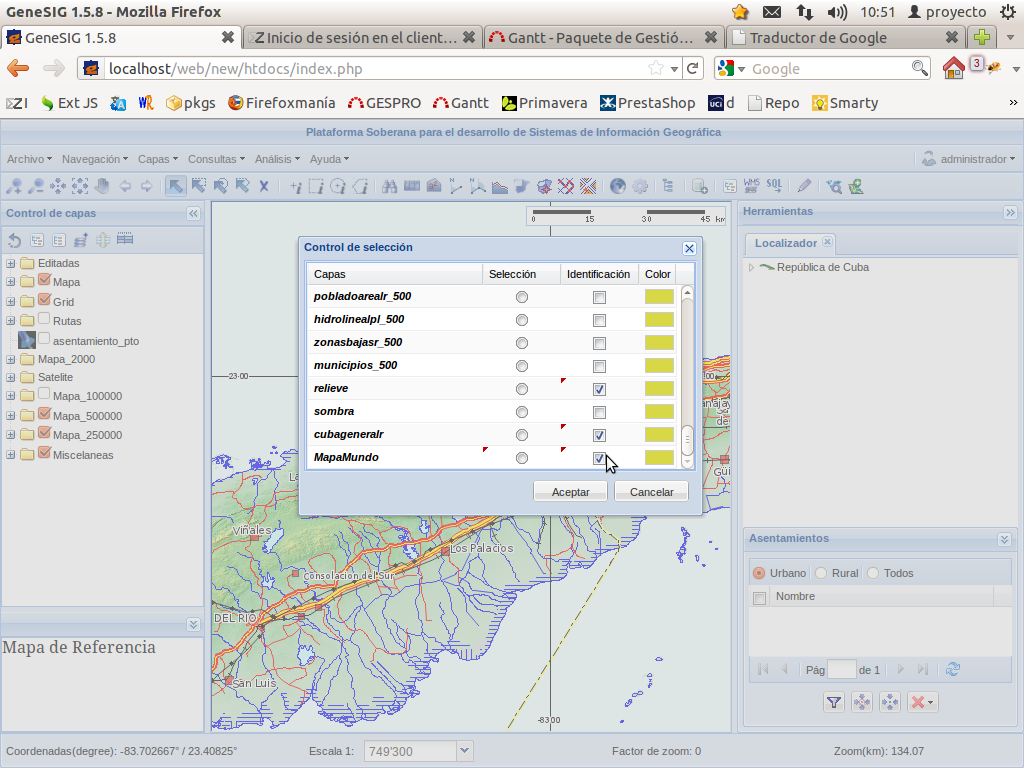 GeneSIG 1.5.8 - Mozilla Firefox
10:51 proyecto
GeneSIG 1.5.8
Inicio de sesión en el client...
Gantt - Paquete de Gestió...
Traductor de Google
localhost/web/new/htdocs/index.php
Google
3
ZI
Ext JS
pkgs
Firefoxmanía
GESPRO
Gantt
Primavera
PrestaShop
UCi d
Repo
Smarty
»
Plataforma Soberana para el desarrollo de Sistemas de Información Geográfica
Archivo
Navegación
Capas
Consultas
Análisis
Ayuda
administrador
WMS
SQL
Control de capas
Editadas
Mapa
Grid
Rutas
asentamiento_pto
Mapa_2000
Satelite
Mapa_100000
Mapa_500000
Mapa_250000
Miscelaneas
Mapa de Referencia
0 15 30 45 km
23:00
Control de selección
Capas Selección Identificación Color
pobladoarealr_500
hidrolinealpl_500
zonasbajasr_500
municipios_500
relieve
sombra
cubageneralr
MapaMundo
Aceptar Cancelar
Viñales
Los Palacios
Consolacion del Sur
DEL RIO
San Luis
-83:00
Herramientas
Localizador
República de Cuba
Asentamientos
Urbano Rural Todos
Nombre
Pág de 1
Coordenadas(degree): -83.702667° / 23.40825°
Escala 1: 749'300
Factor de zoom: 0
Zoom(km): 134.07